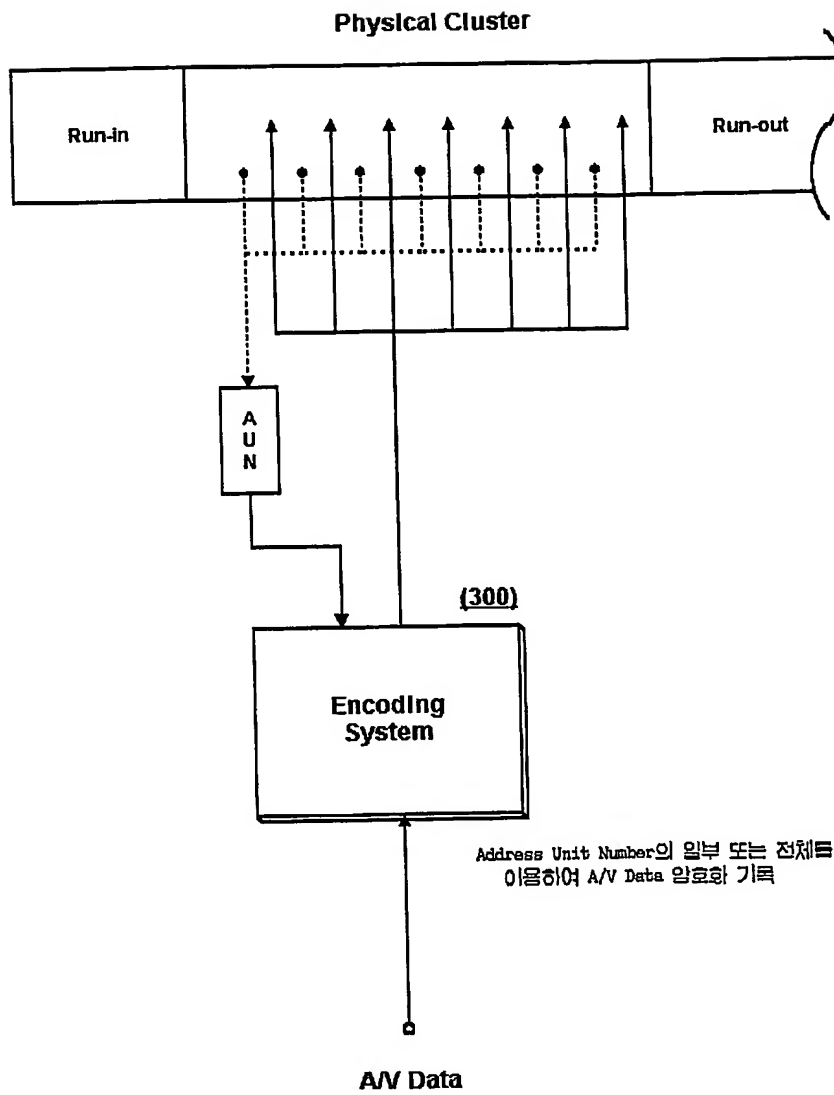 Physical Cluster
Run-in
Run-out
A
U
N
(300)
Encoding
System
Address Unit Number의 일부 또는 전체를
이용하여 A/V Data 암호화 기록
A/V Data